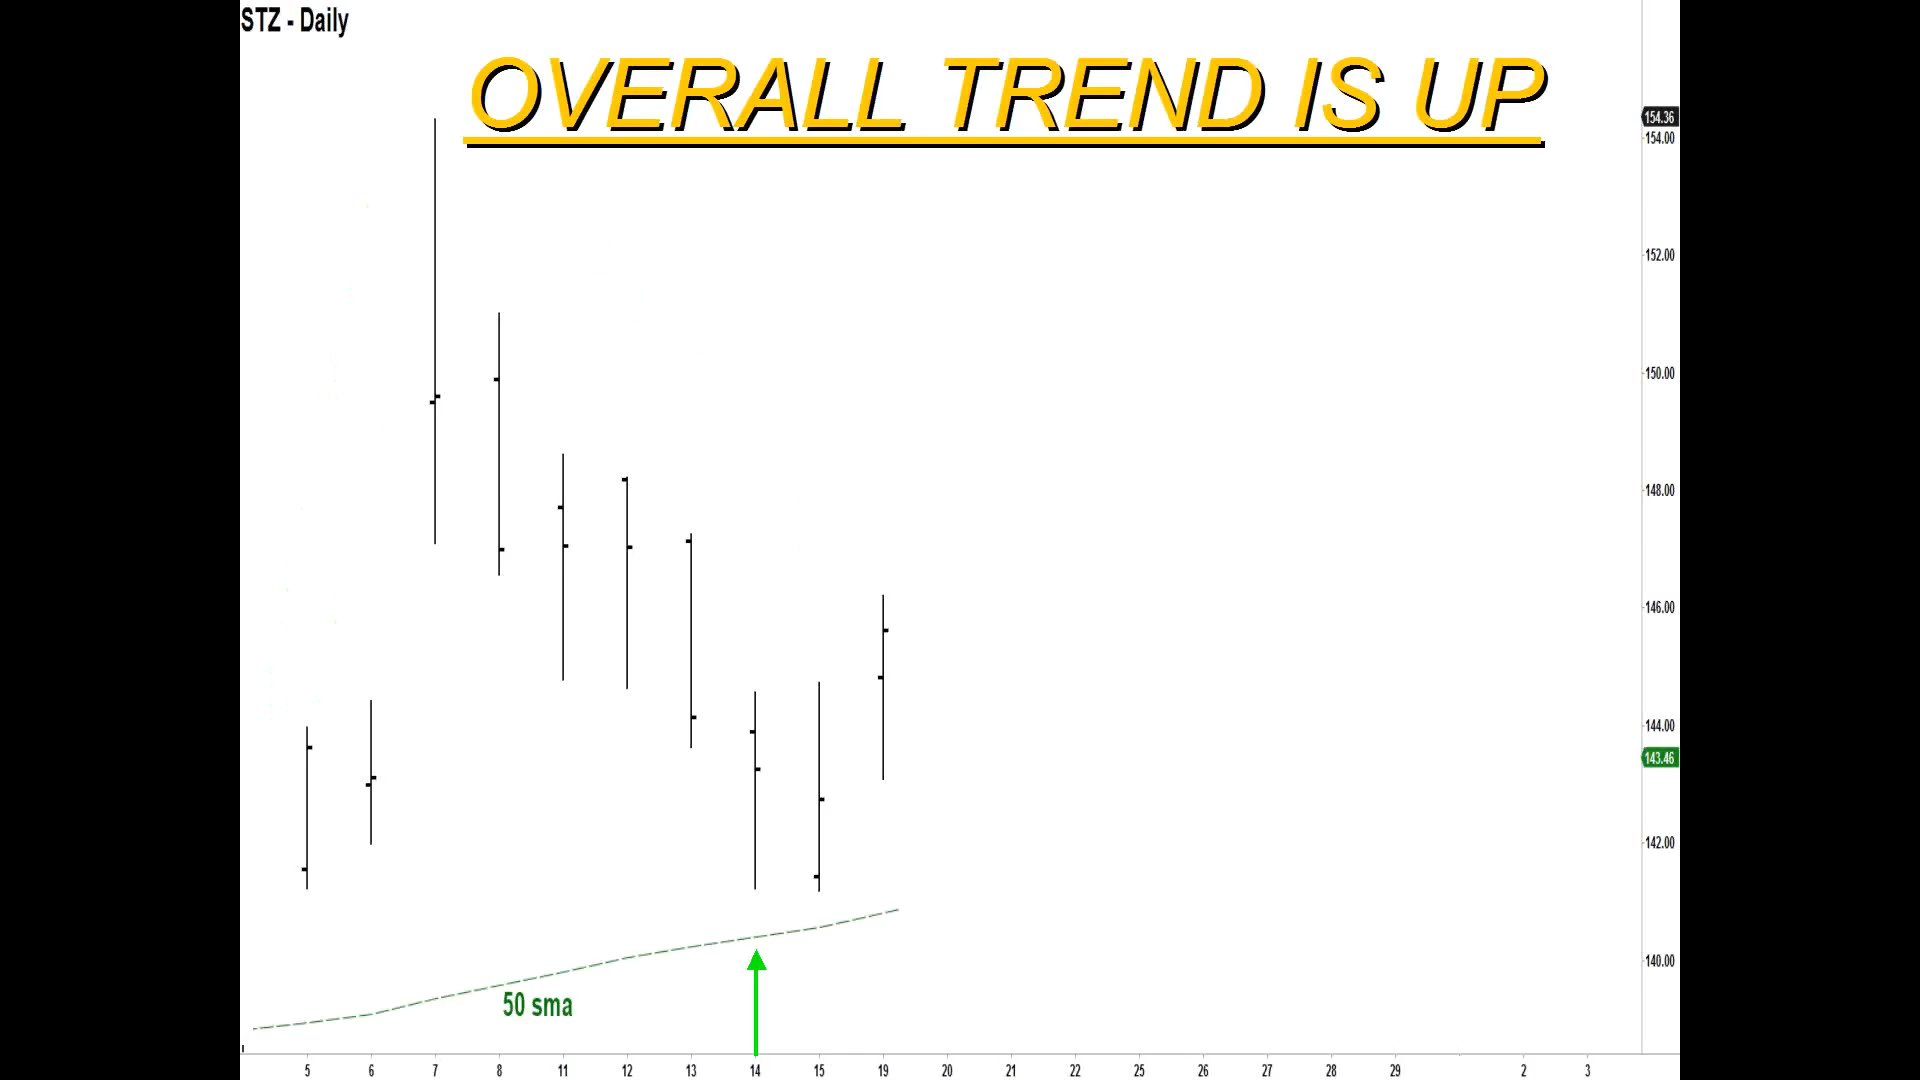 STZ - Daily
OVERALL TREND IS UP
154.36
154.00
152.00
150.00
148.00
146.00
144.00
143.46
142.00
140.00
50 sma
5 6 7 8 11 12 13 14 15 19 20 21 22 25 26 27 28 29 2 3